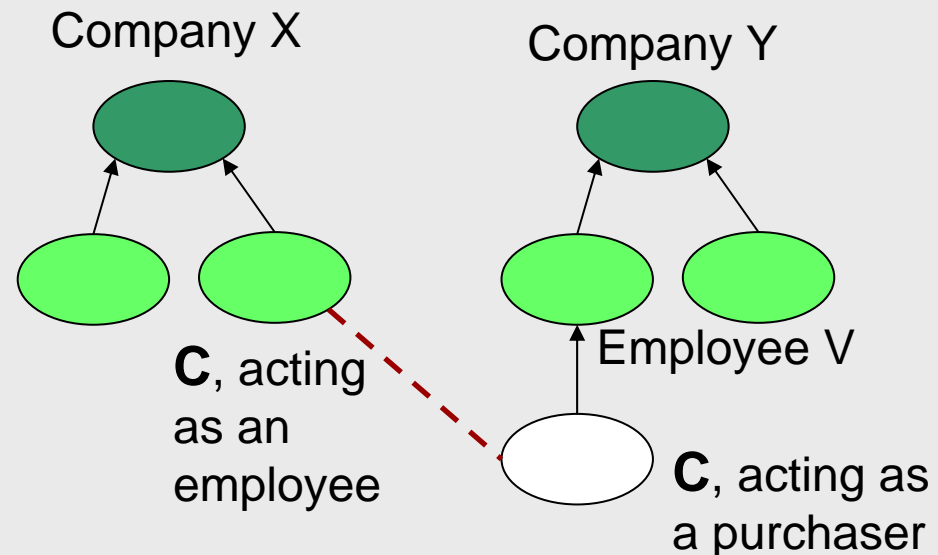 Company X
Company Y
Employee V
C, acting
as an
employee
C, acting as
a purchaser